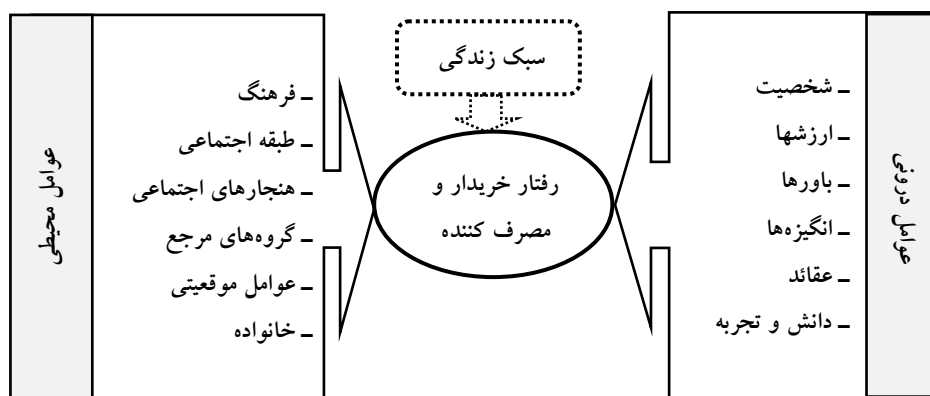 سبک زندگی
رفتار خریدار و
مصرف کننده
عوامل درونی
ـ شخصیت
ـ ارزشها
ـ باورها
ـ انگیزه‌ها
ـ عقائد
ـ دانش و تجربه
ـ فرهنگ
ـ طبقه اجتماعی
ـ هنجارهای اجتماعی
ـ گروه‌های مرجع
ـ عوامل موقعیتی
ـ خانواده
عوامل محیطی